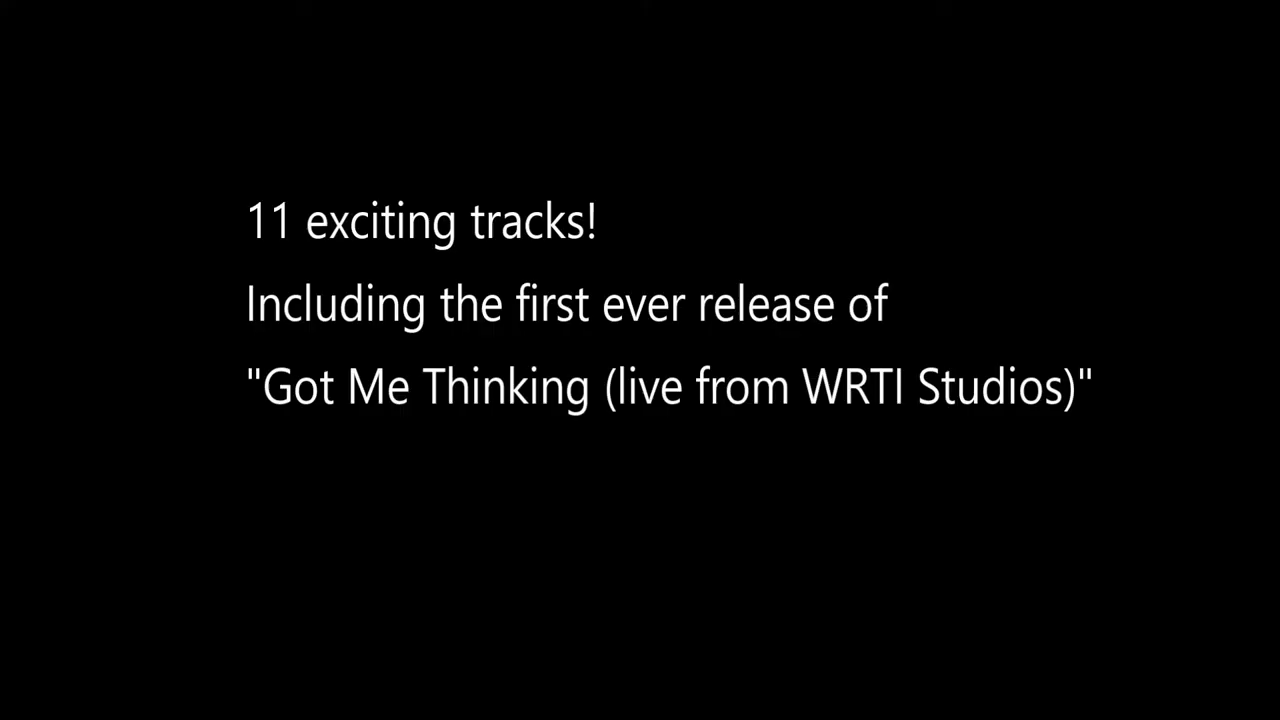 11 exciting tracks!
Including the first ever release of
"Got Me Thinking (live from WRTI Studios)"